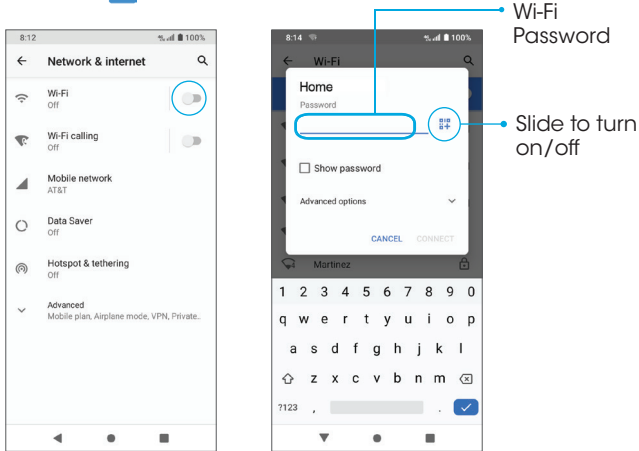 8:12
100%
Network & internet
Wi-Fi
Off
Wi-Fi calling
Off
Mobile network
AT&T
Data Saver
Off
Hotspot & tethering
Off
Advanced
Mobile plan, Airplane mode, VPN, Private..
8:14
100%
Wi-Fi
Home
Password
Show password
Advanced options
CANCEL
CONNECT
Martinez
1 2 3 4 5 6 7 8 9 0
q w e r t y u i o p
a s d f g h j k l
z x c v b n m
?123 , .
Wi-Fi
Password
Slide to turn
on/off